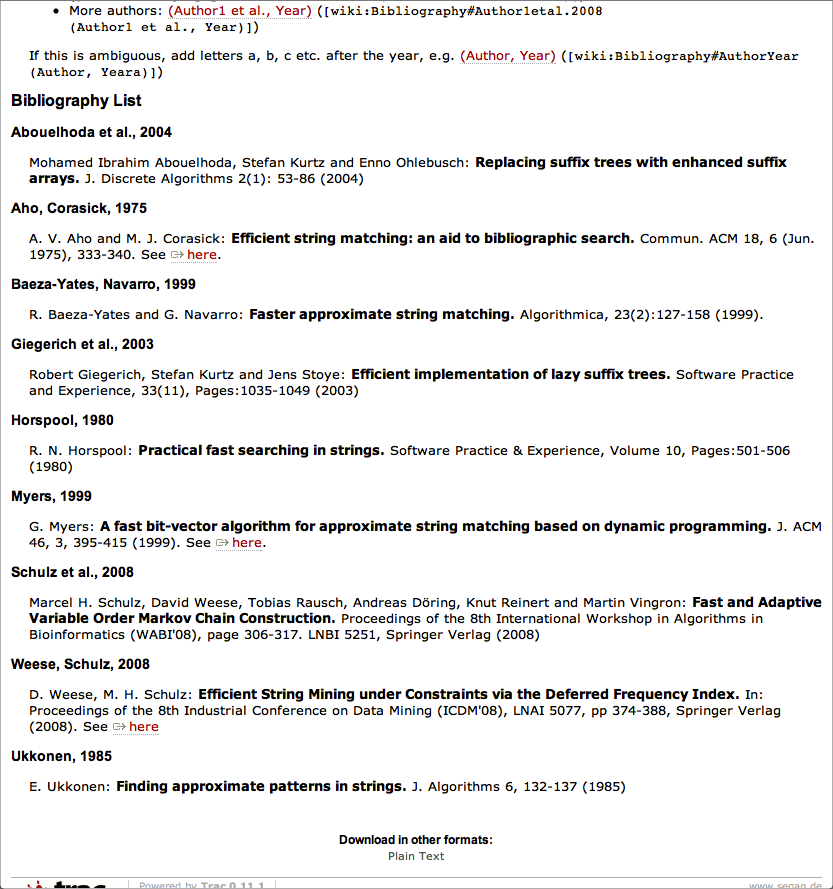 More authors: (Author1 et al., Year) ([wiki:Bibliography#Author1etal.2008
(Author1 et al., Year)])
If this is ambiguous, add letters a, b, c etc. after the year, e.g. (Author, Year) ([wiki:Bibliography#AuthorYear
(Author, Yeara)])
Bibliography List
Abouelhoda et al., 2004
Mohamed Ibrahim Abouelhoda, Stefan Kurtz and Enno Ohlebusch: Replacing suffix trees with enhanced suffix
arrays. J. Discrete Algorithms 2(1): 53-86 (2004)
Aho, Corasick, 1975
A. V. Aho and M. J. Corasick: Efficient string matching: an aid to bibliographic search. Commun. ACM 18, 6 (Jun.
1975), 333-340. See here.
Baeza-Yates, Navarro, 1999
R. Baeza-Yates and G. Navarro: Faster approximate string matching. Algorithmica, 23(2):127-158 (1999).
Giegerich et al., 2003
Robert Giegerich, Stefan Kurtz and Jens Stoye: Efficient implementation of lazy suffix trees. Software Practice
and Experience, 33(11), Pages:1035-1049 (2003)
Horspool, 1980
R. N. Horspool: Practical fast searching in strings. Software Practice & Experience, Volume 10, Pages:501-506
(1980)
Myers, 1999
G. Myers: A fast bit-vector algorithm for approximate string matching based on dynamic programming. J. ACM
46, 3, 395-415 (1999). See here.
Schulz et al., 2008
Marcel H. Schulz, David Weese, Tobias Rausch, Andreas Döring, Knut Reinert and Martin Vingron: Fast and Adaptive
Variable Order Markov Chain Construction. Proceedings of the 8th International Workshop in Algorithms in
Bioinformatics (WABI'08), page 306-317. LNBI 5251, Springer Verlag (2008)
Weese, Schulz, 2008
D. Weese, M. H. Schulz: Efficient String Mining under Constraints via the Deferred Frequency Index. In:
Proceedings of the 8th Industrial Conference on Data Mining (ICDM'08), LNAI 5077, pp 374-388, Springer Verlag
(2008). See here
Ukkonen, 1985
E. Ukkonen: Finding approximate patterns in strings. J. Algorithms 6, 132-137 (1985)
Download in other formats:
Plain Text
trac Powered by Trac 0.11.1 www.seqan.de